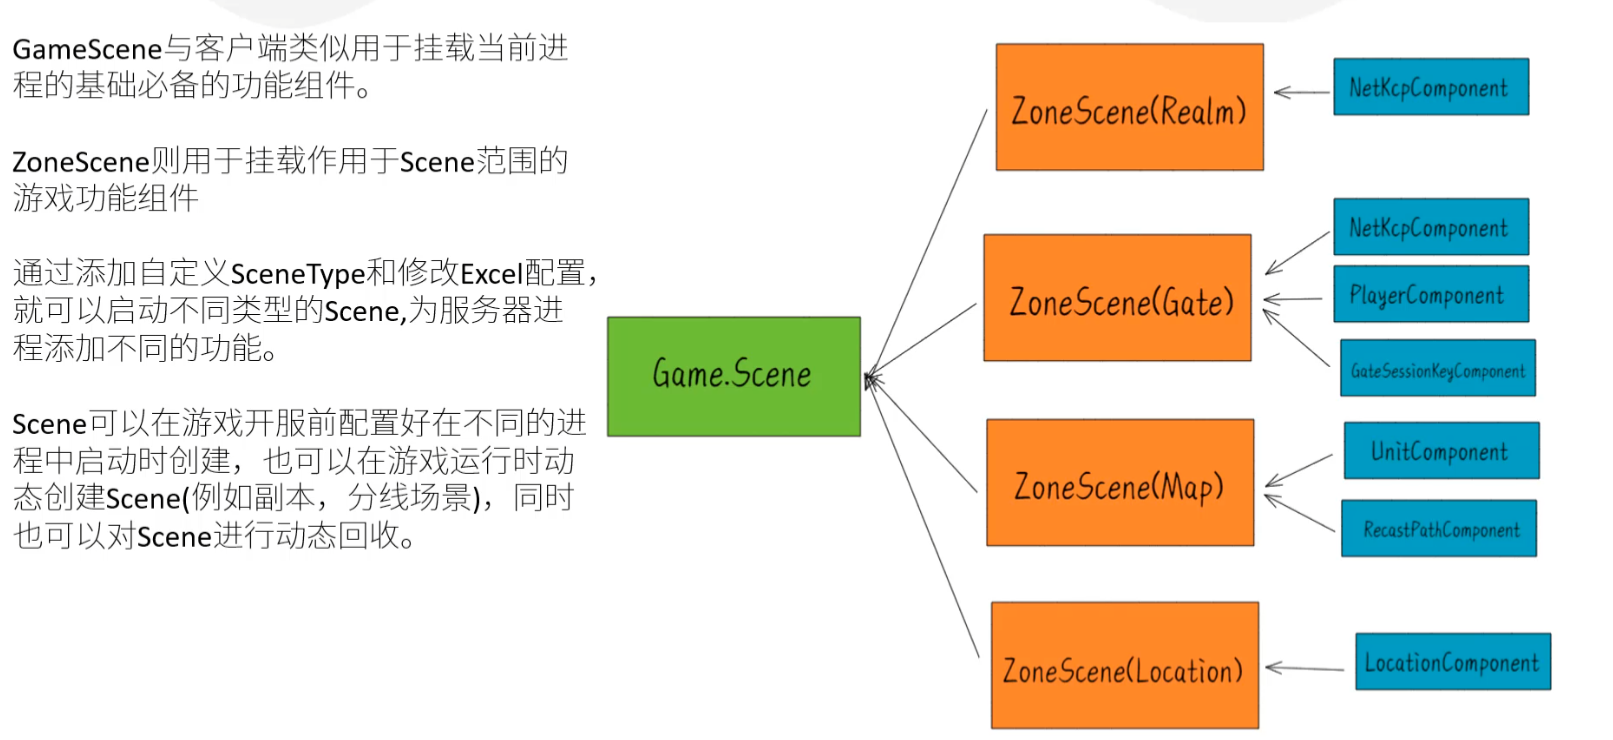 GameScene与客户端类似用于挂载当前进
程的基础必备的功能组件。
ZoneScene则用于挂载作用于Scene范围的
游戏功能组件
通过添加自定义SceneType和修改Excel配置，
就可以启动不同类型的Scene,为服务器进
程添加不同的功能。
Scene可以在游戏开服前配置好在不同的进
程中启动时创建，也可以在游戏运行时动
态创建Scene(例如副本，分线场景)，同时
也可以对Scene进行动态回收。
Game.Scene
ZoneScene(Realm)
NetKcpComponent
ZoneScene(Gate)
NetKcpComponent
PlayerComponent
GateSessionKeyComponent
ZoneScene(Map)
UnitComponent
RecastPathComponent
ZoneScene(Location)
LocationComponent